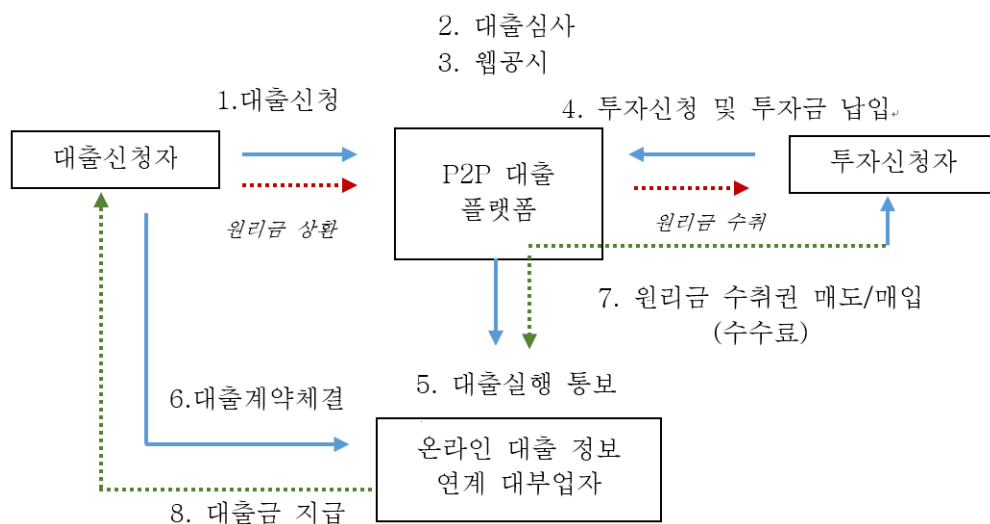 2. 대출심사
3. 웹공시
1.대출신청
4. 투자신청 및 투자금 납입
대출신청자
P2P 대출
플랫폼
투자신청자
원리금 상환
원리금 수취
7. 원리금 수취권 매도/매입
(수수료)
5. 대출실행 통보
6.대출계약체결
온라인 대출 정보
연계 대부업자
8. 대출금 지급